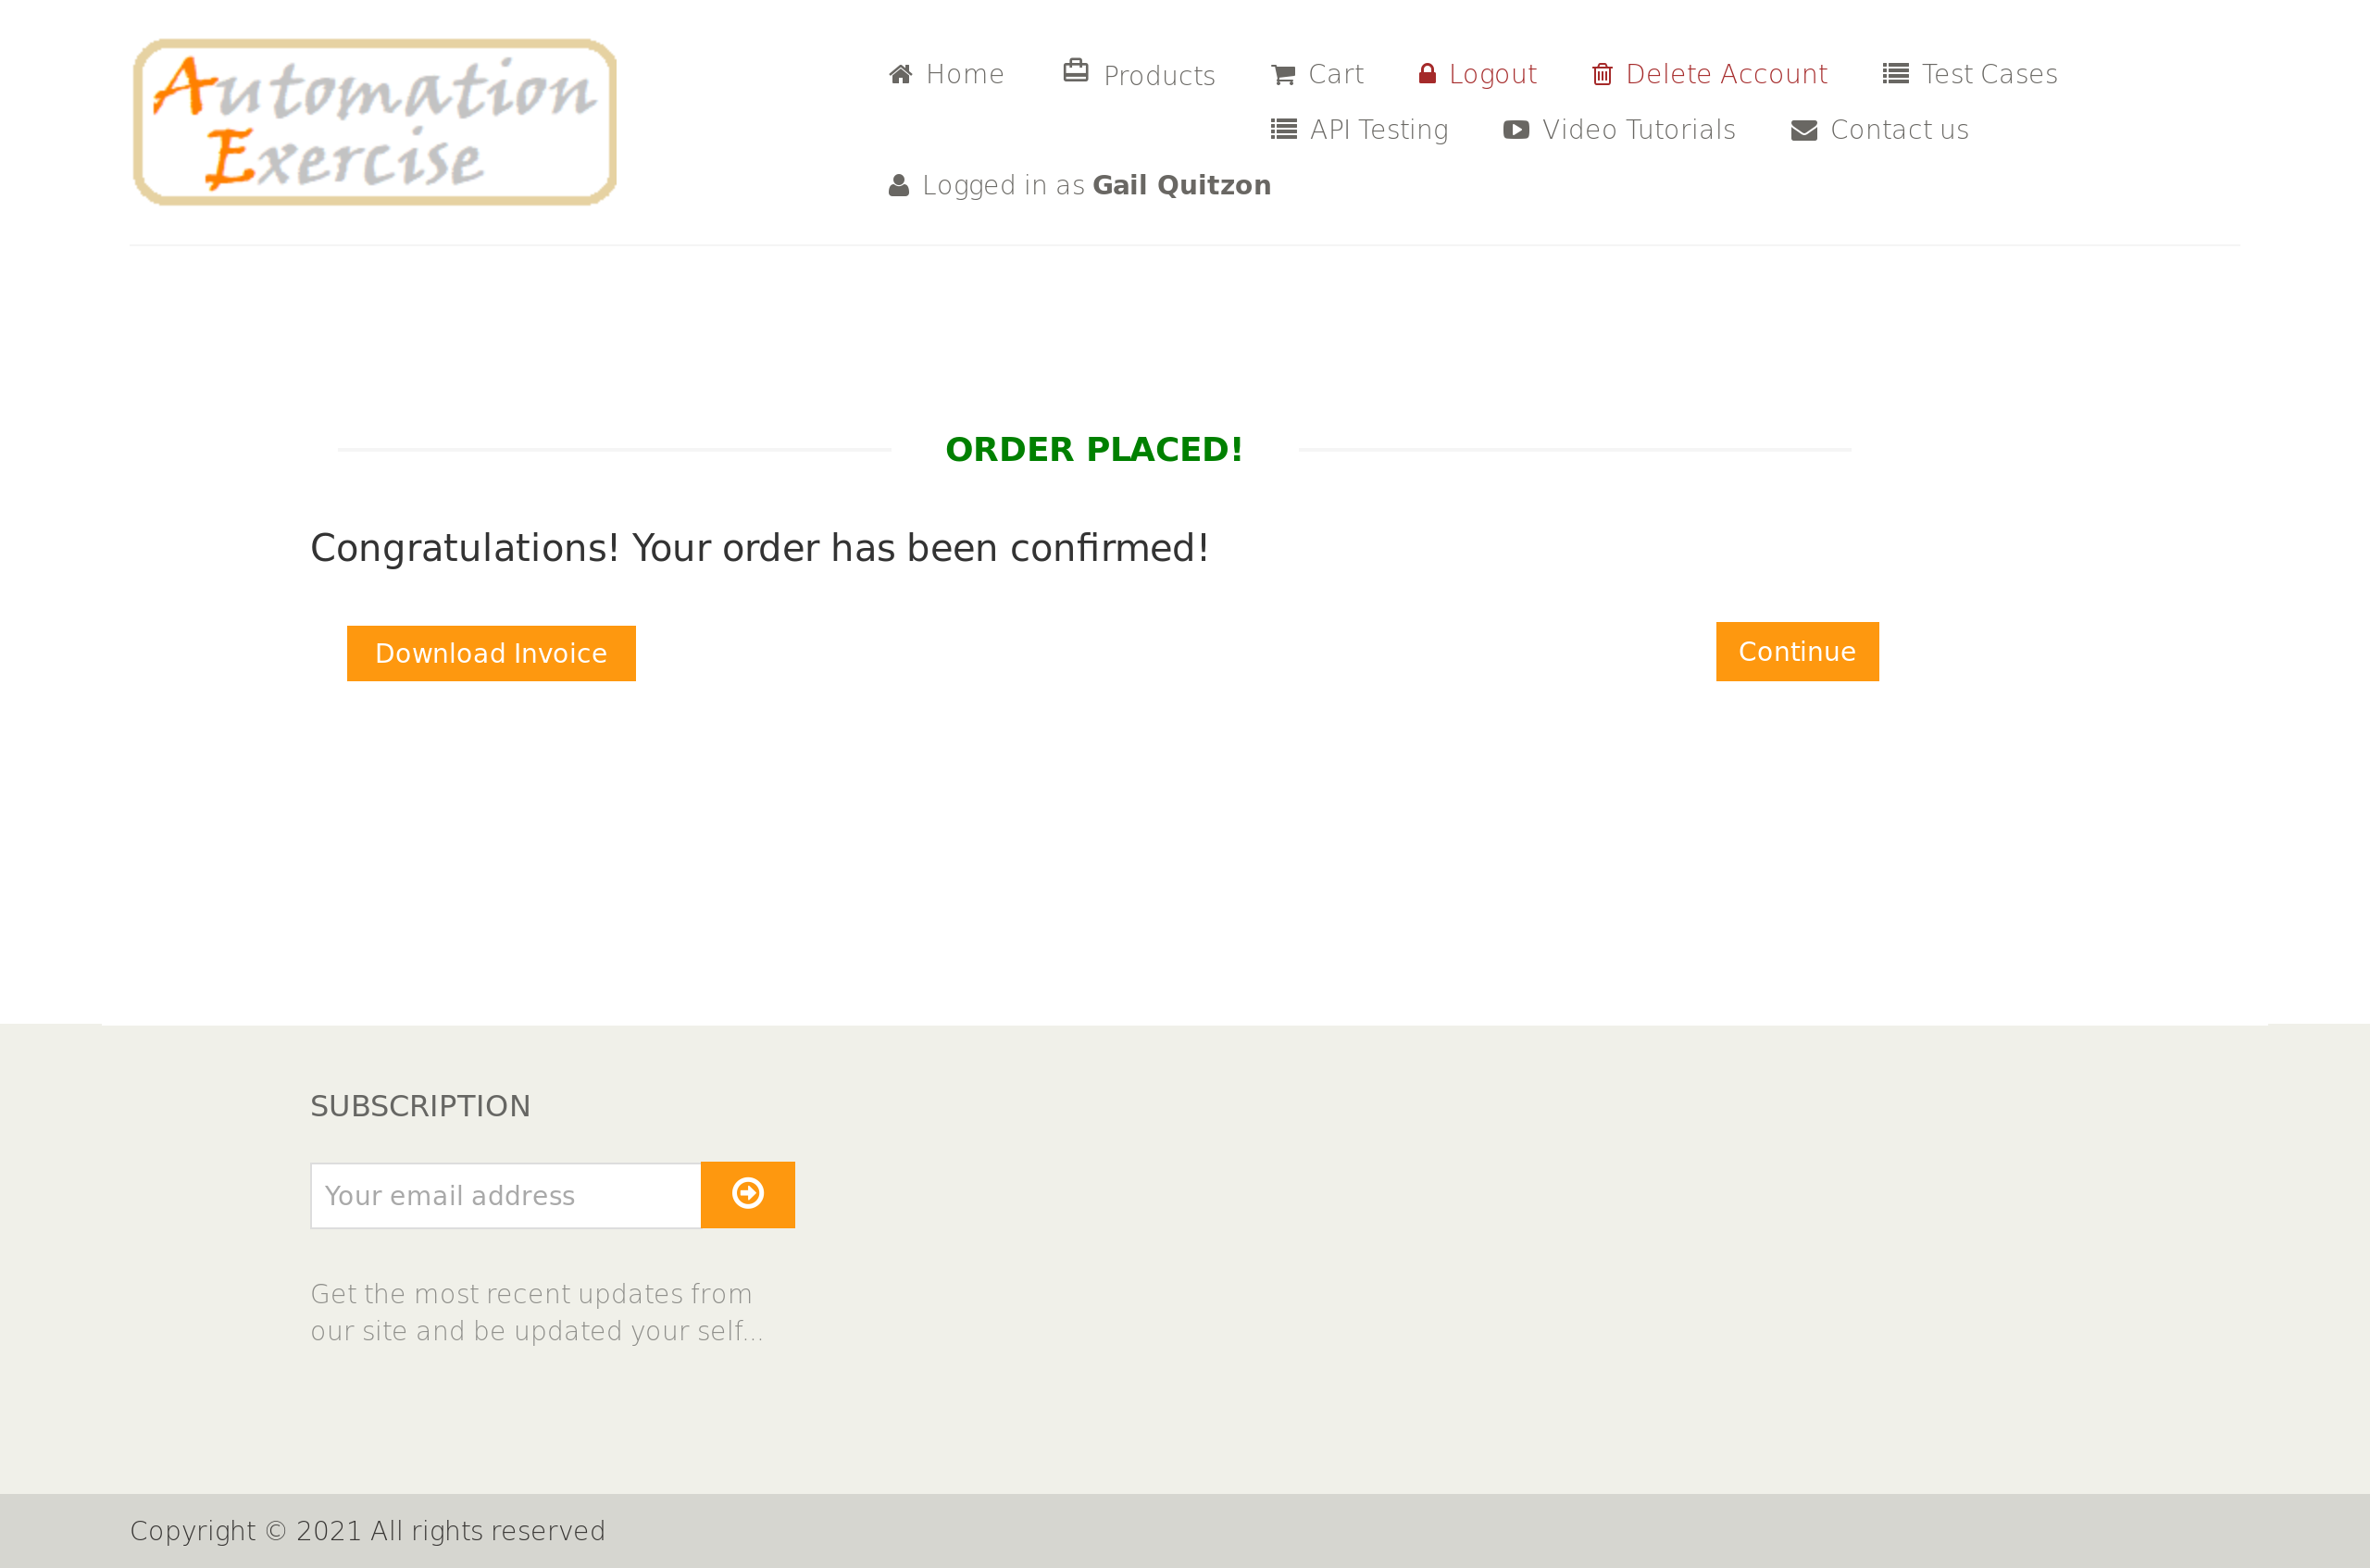 Automation
Exercise
Home
Products
Cart
Logout
Delete Account
Test Cases
API Testing
Video Tutorials
Contact us
Logged in as Gail Quitzon
ORDER PLACED!
Congratulations! Your order has been confirmed!
Download Invoice
Continue
SUBSCRIPTION
Your email address
Get the most recent updates from
our site and be updated your self...
Copyright © 2021 All rights reserved